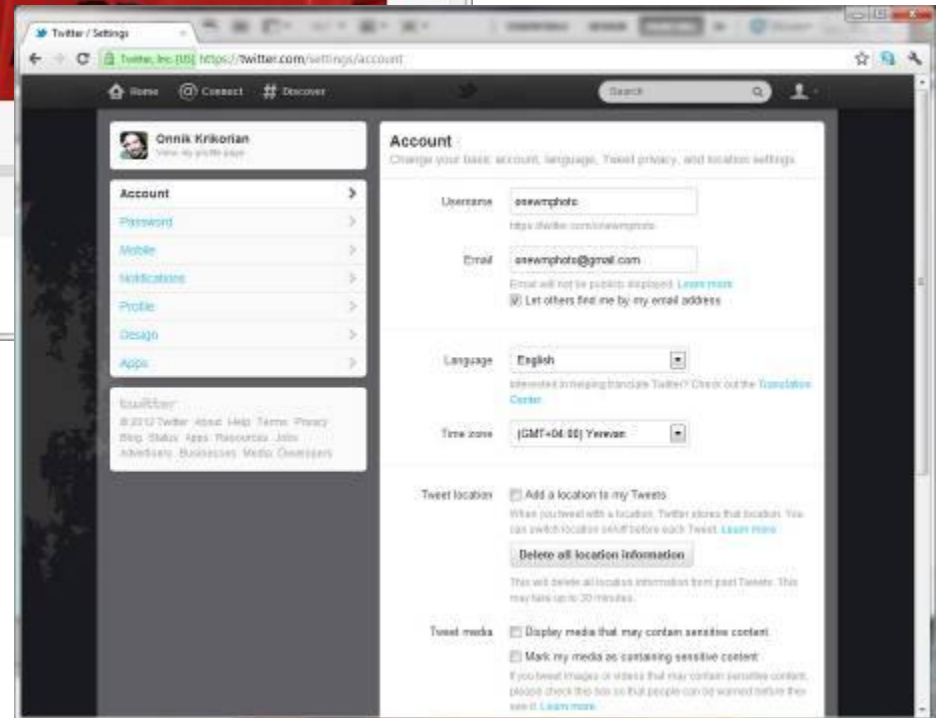 Twitter / Settings
Twitter, Inc. [US] https://twitter.com/settings/account
Home Connect Discover
Search
Onnik Krikorian
View my profile page
Account
Password
Mobile
Notifications
Profile
Design
Apps
twitter
© 2012 Twitter About Help Terms Privacy
Blog Status Apps Resources Jobs
Advertisers Businesses Media Developers
Account
Change your basic account, language, Tweet privacy, and location settings.
Username
onewmphoto
https://twitter.com/onewmphoto
Email
onewmphoto@gmail.com
Email will not be publicly displayed. Learn more.
Let others find me by my email address
Language
English
Interested in helping translate Twitter? Check out the Translation
Center.
Time zone
(GMT+04:00) Yerevan
Tweet location
Add a location to my Tweets
When you tweet with a location, Twitter stores that location. You
can switch location on/off before each Tweet. Learn more
Delete all location information
This will delete all location information from past Tweets. This
may take up to 30 minutes.
Tweet media
Display media that may contain sensitive content
Mark my media as containing sensitive content
If you tweet images or videos that may contain sensitive content,
please check this box so that people can be warned before they
see it. Learn more